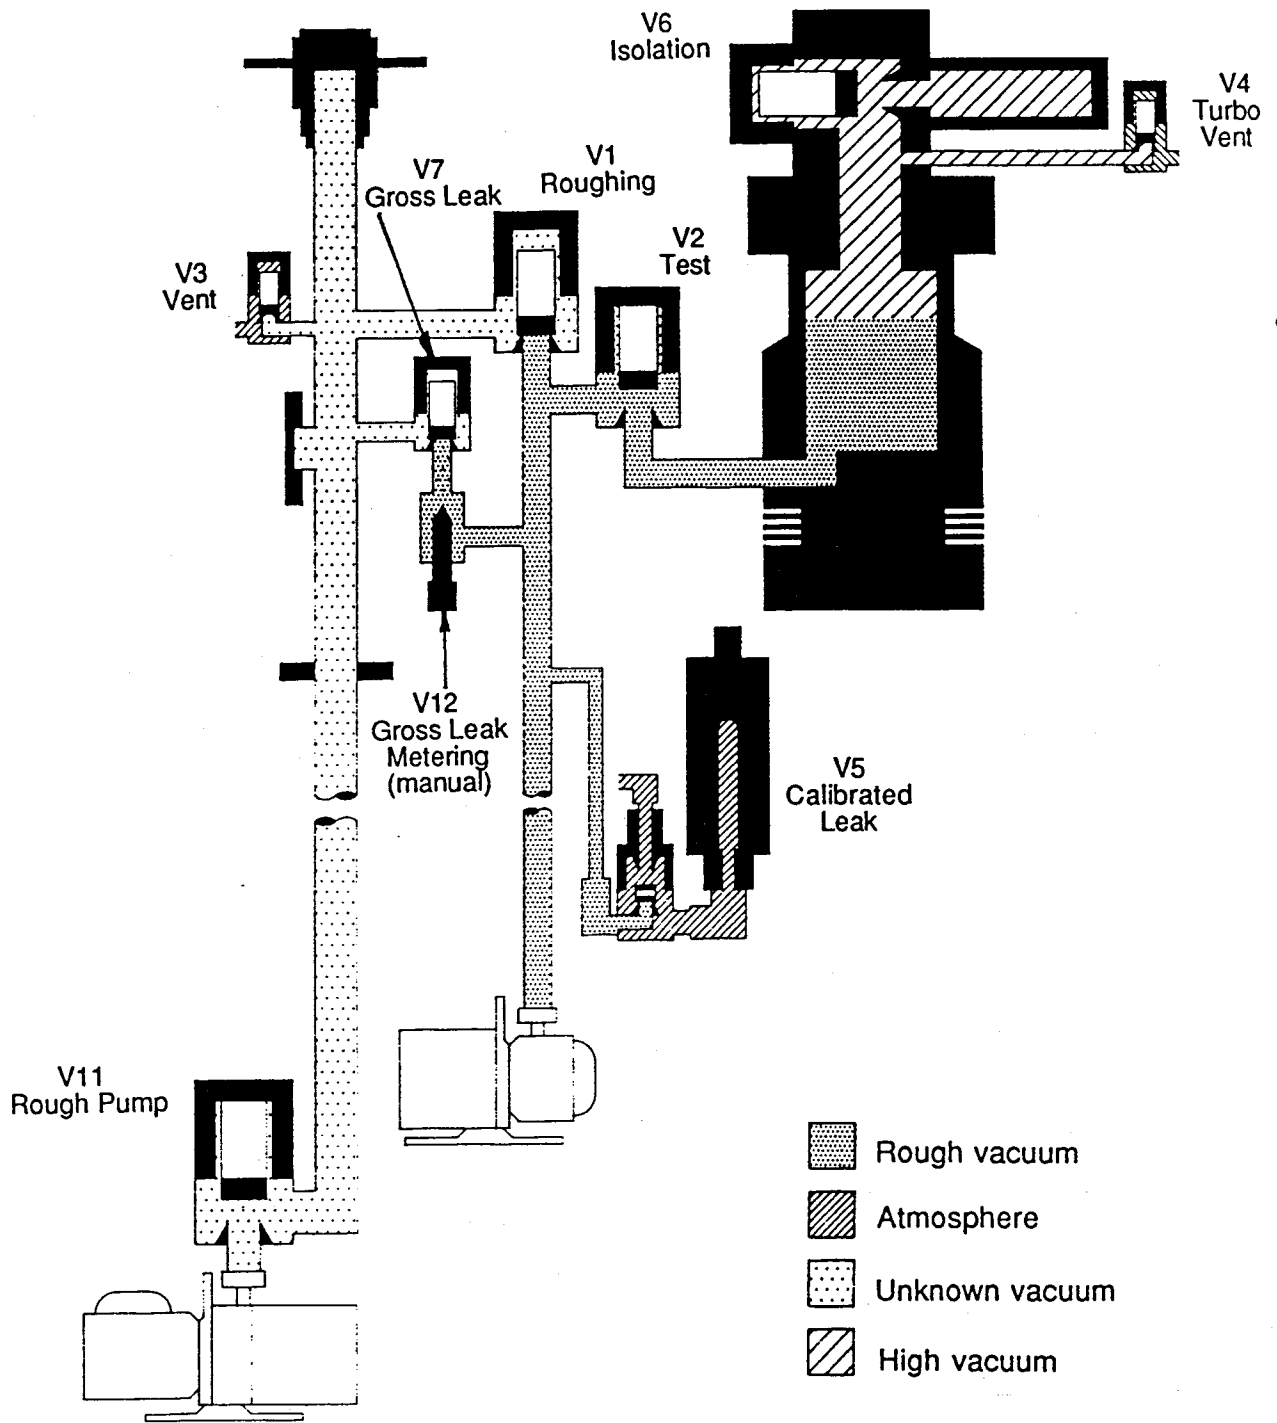 V6
Isolation
V4
Turbo
Vent
V1
Roughing
V7
Gross Leak
V2
Test
V3
Vent
V12
Gross Leak
Metering
(manual)
V5
Calibrated
Leak
V11
Rough Pump
Rough vacuum
Atmosphere
Unknown vacuum
High vacuum